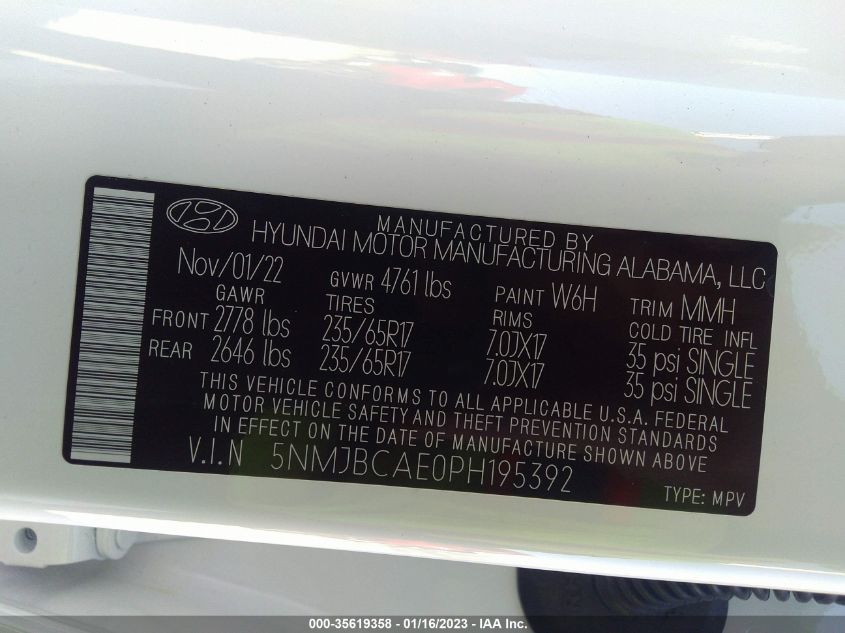 MANUFACTURED BY
HYUNDAI MOTOR MANUFACTURING ALABAMA, LLC
Nov/01/22 GVWR 4761 lbs PAINT W6H TRIM MMH
GAWR TIRES RIMS COLD TIRE INFL
FRONT 2778 lbs 235/65R17 7.0JX17 35 psi SINGLE
REAR 2646 lbs 235/65R17 7.0JX17 35 psi SINGLE
THIS VEHICLE CONFORMS TO ALL APPLICABLE U.S.A. FEDERAL
MOTOR VEHICLE SAFETY AND THEFT PREVENTION STANDARDS
IN EFFECT ON THE DATE OF MANUFACTURE SHOWN ABOVE
V.I.N 5NMJBCAE0PH195392
TYPE: MPV
000-35619358 - 01/16/2023 - IAA Inc.